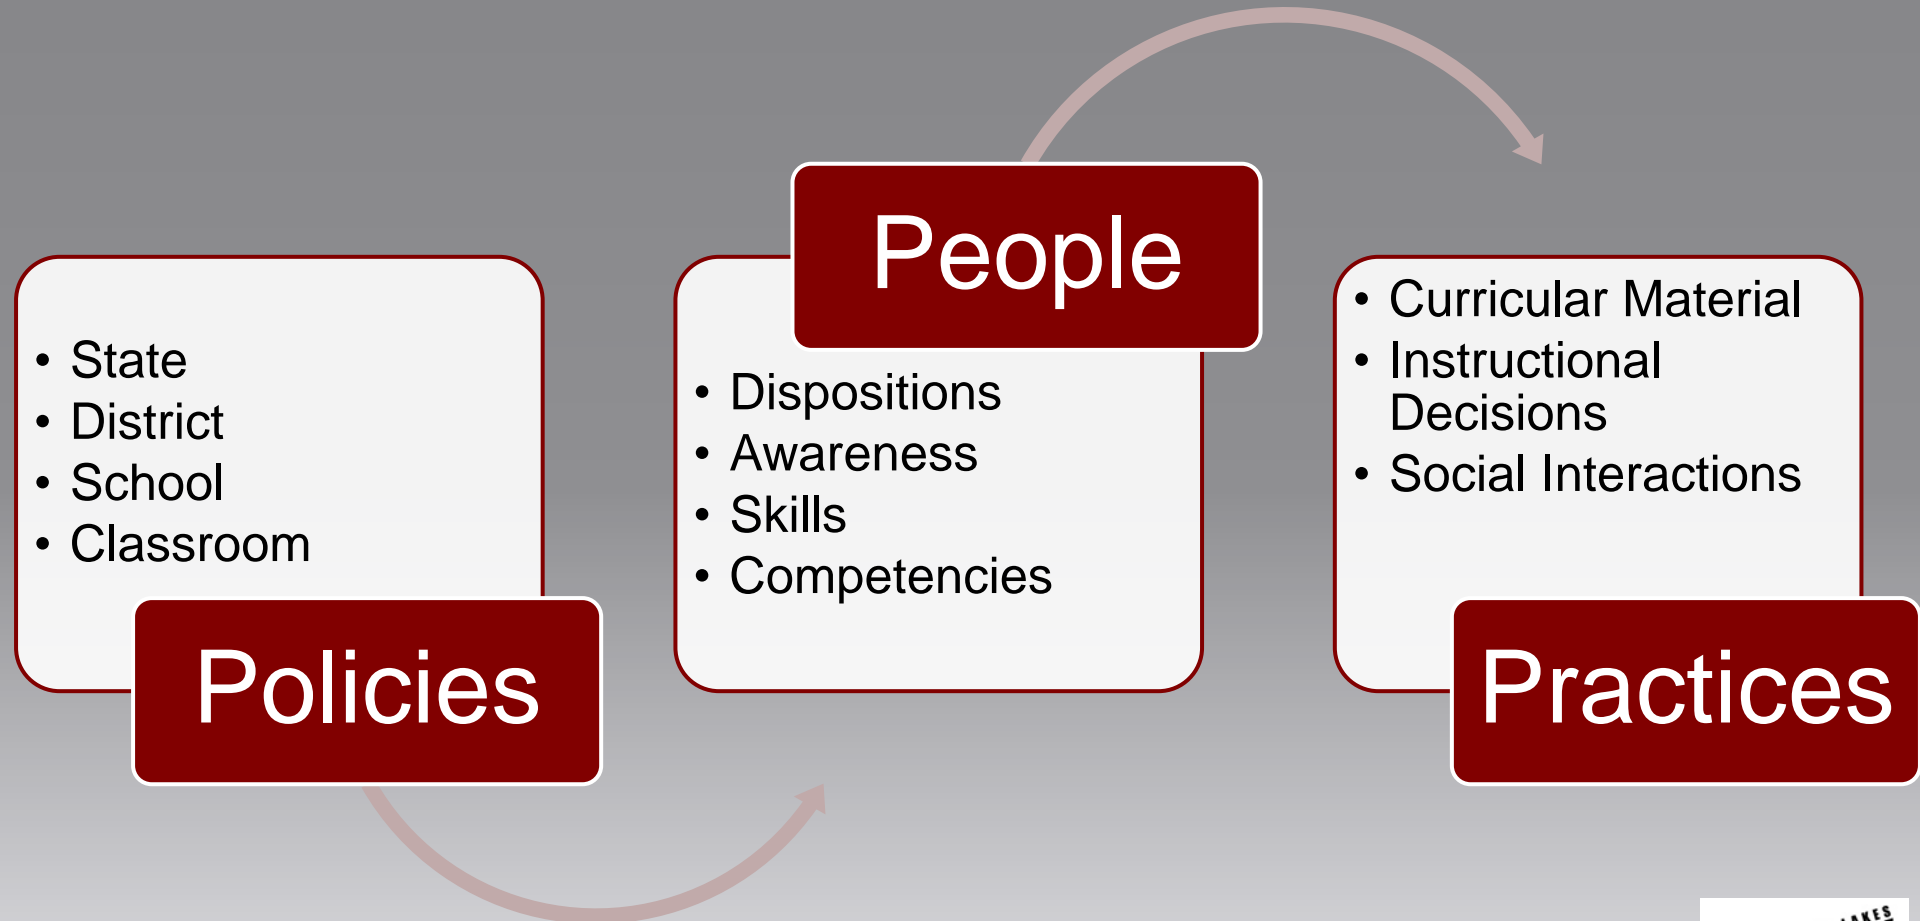 • State
• District
• School
• Classroom
Policies
People
• Dispositions
• Awareness
• Skills
• Competencies
• Curricular Material
• Instructional
Decisions
• Social Interactions
Practices